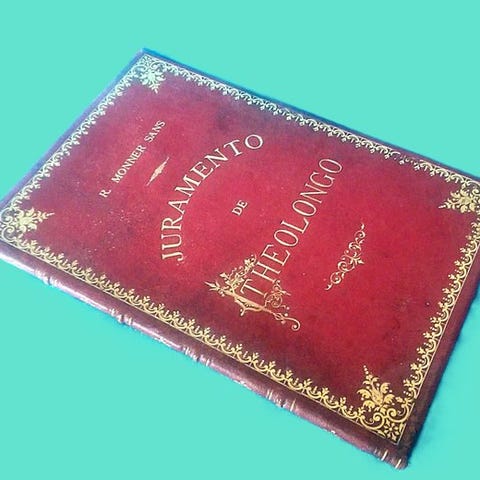 R. MONNER SANS
JURAMENTO
DE
THEOLONGO